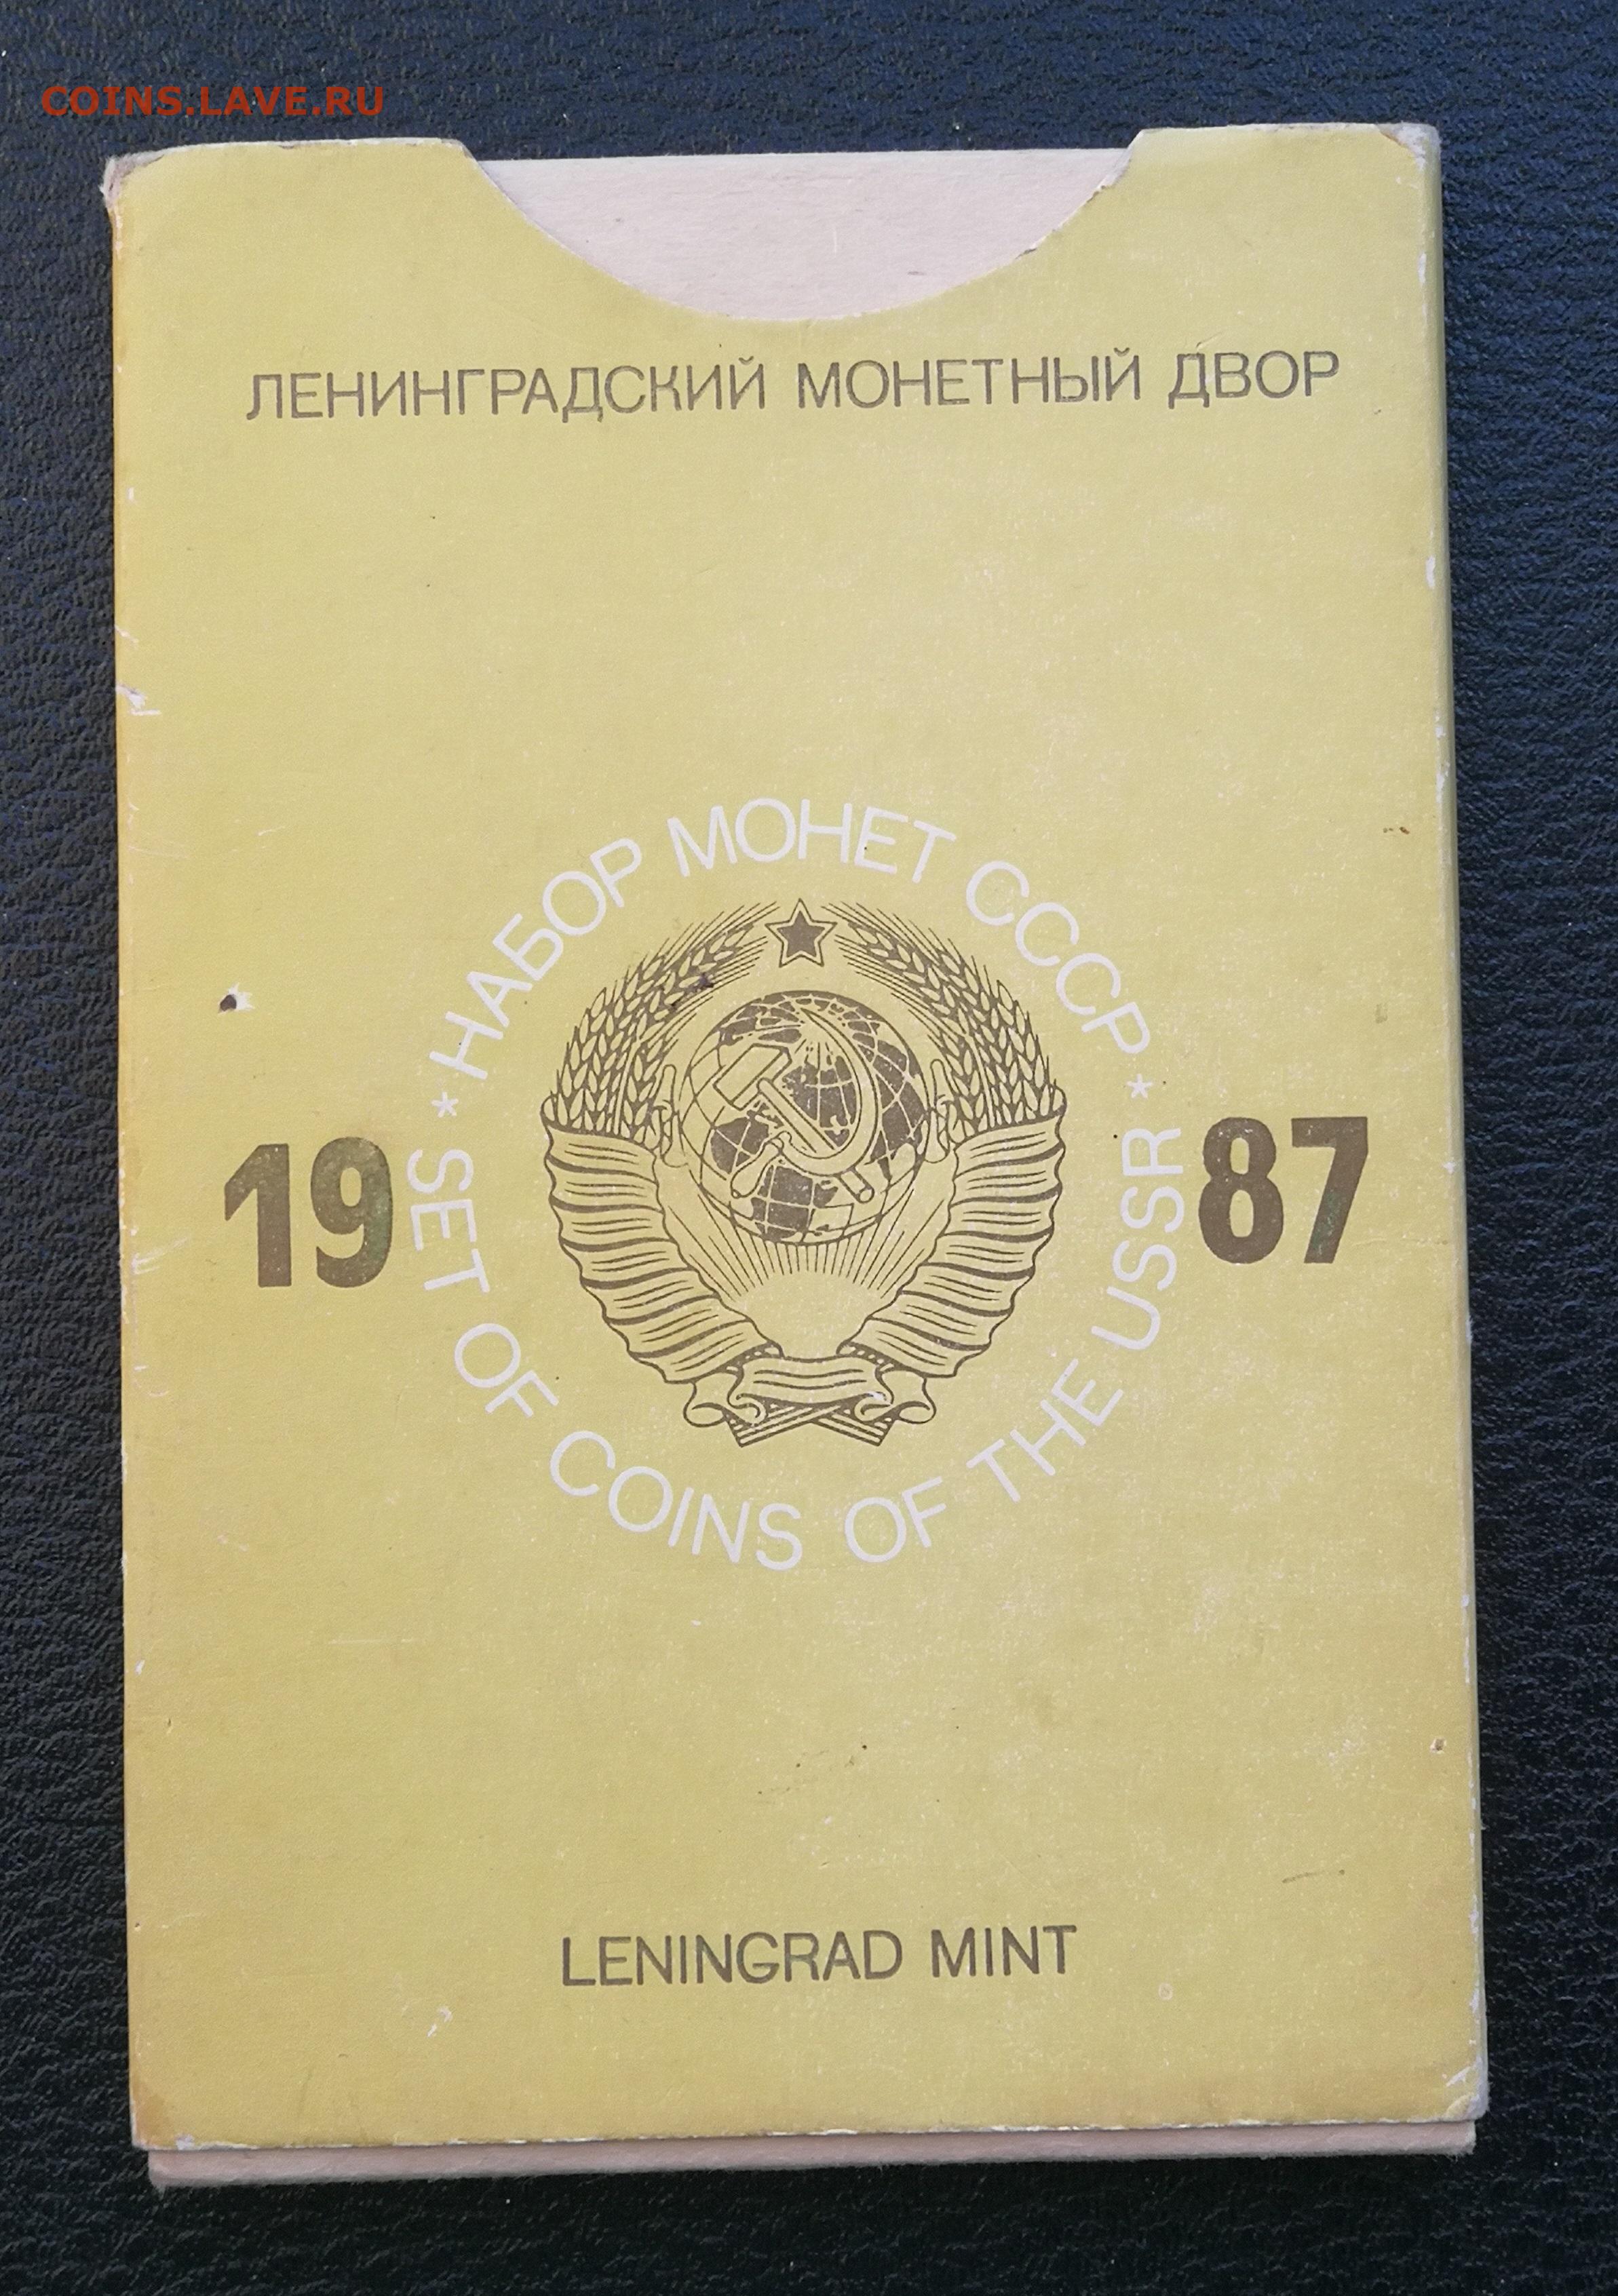 COINS.LAVE.RU
ЛЕНИНГРАДСКИЙ МОНЕТНЫЙ ДВОР
* НАБОР МОНЕТ СССР *
19
87
SET OF COINS OF THE USSR
LENINGRAD MINT